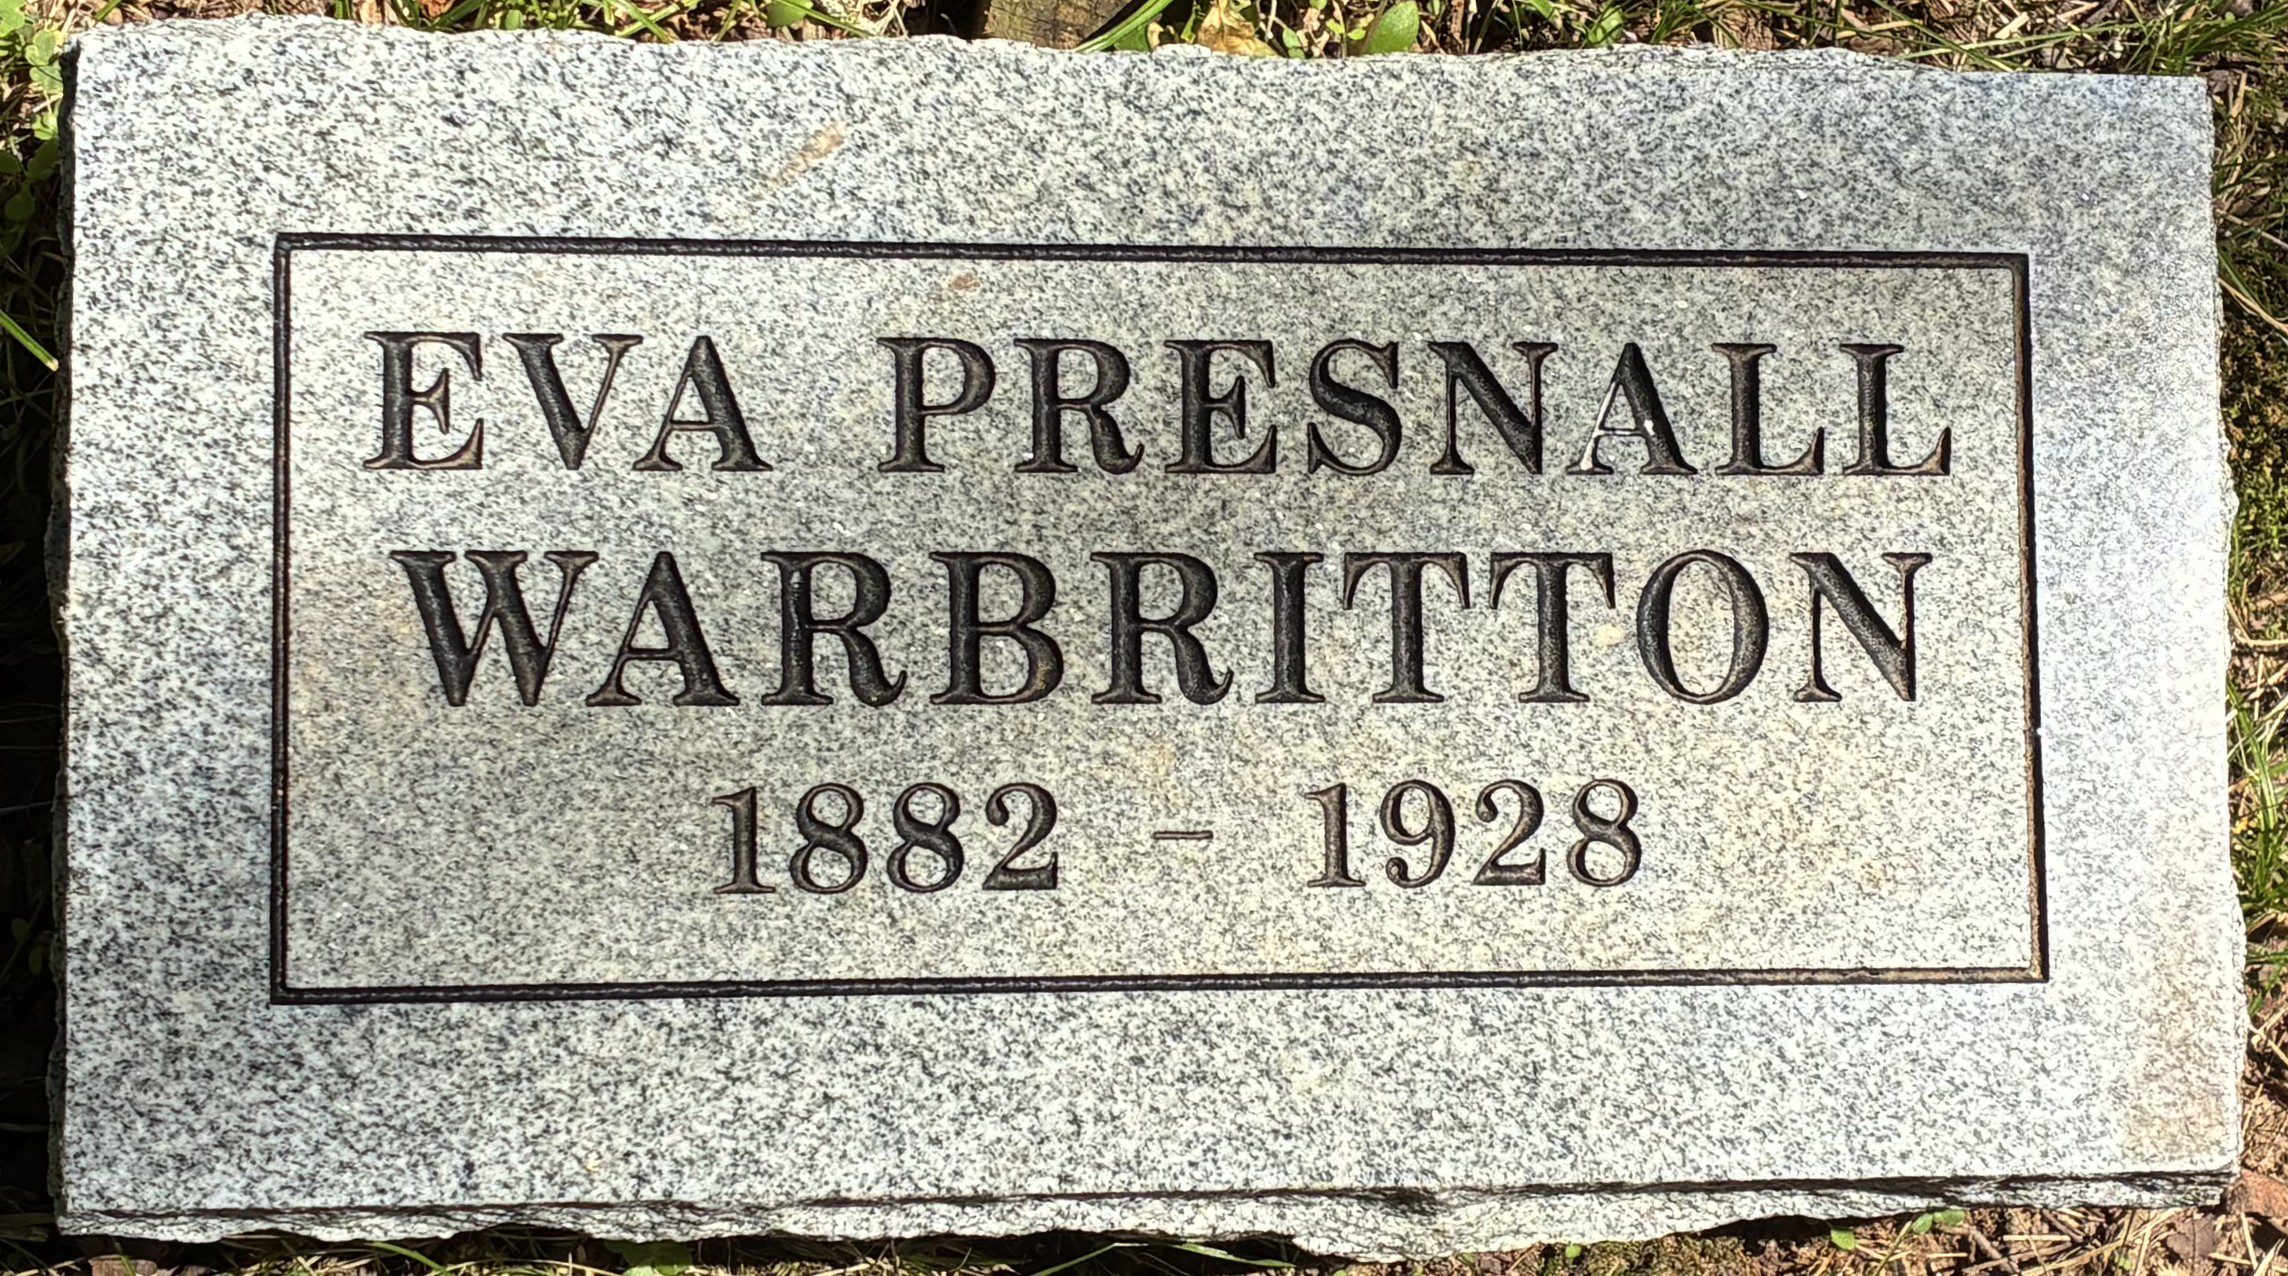 EVA PRESNALL
WARBRITTON
1882 - 1928